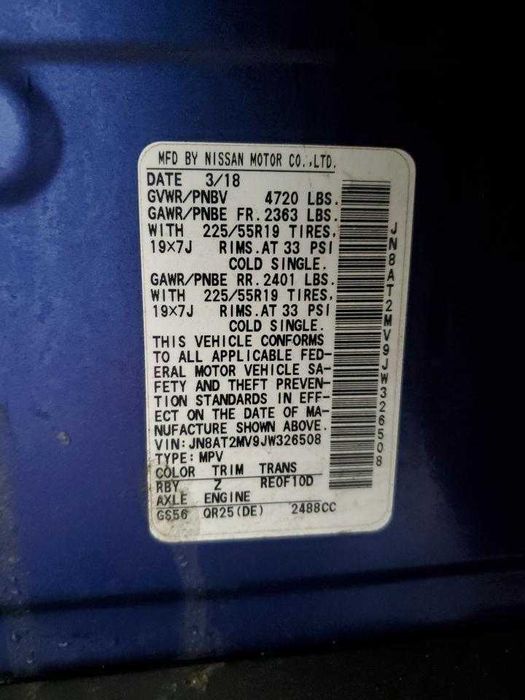 MFD BY NISSAN MOTOR CO.,LTD.
DATE 3/18
GVWR/PNBV 4720 LBS.
GAWR/PNBE FR. 2363 LBS.
WITH 225/55R19 TIRES,
19×7J RIMS.AT 33 PSI
COLD SINGLE.
GAWR/PNBE RR. 2401 LBS.
WITH 225/55R19 TIRES,
19×7J RIMS.AT 33 PSI
COLD SINGLE.
THIS VEHICLE CONFORMS
TO ALL APPLICABLE FED-
ERAL MOTOR VEHICLE SA-
FETY AND THEFT PREVEN-
TION STANDARDS IN EFF-
ECT ON THE DATE OF MA-
NUFACTURE SHOWN ABOVE.
VIN: JN8AT2MV9JW326508
TYPE: MPV
COLOR TRIM TRANS
RBY Z RE0F10D
AXLE ENGINE
GS56 QR25(DE) 2488CC
JN8AT2MV9JW326508